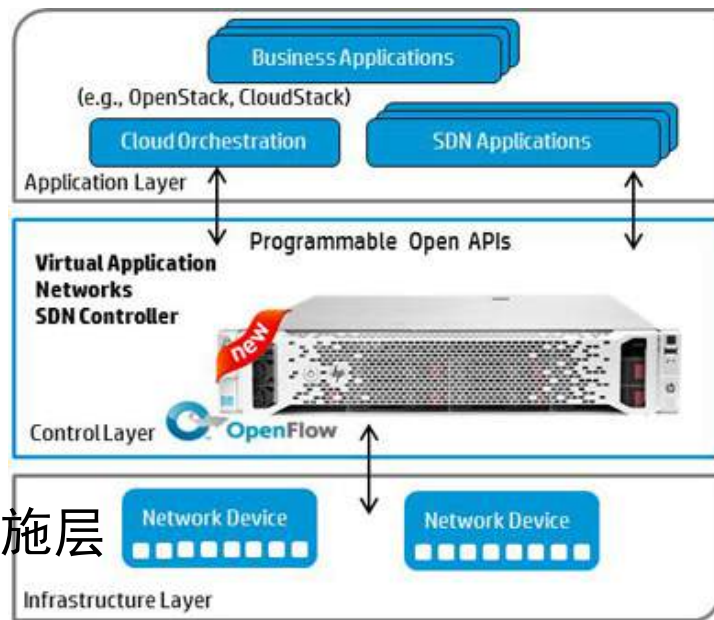 Business Applications
(e.g., OpenStack, CloudStack)
Cloud Orchestration
SDN Applications
Application Layer
Programmable Open APIs
Virtual Application
Networks
SDN Controller
new
hp
Control Layer
OpenFlow
施层
Network Device
Network Device
Infrastructure Layer